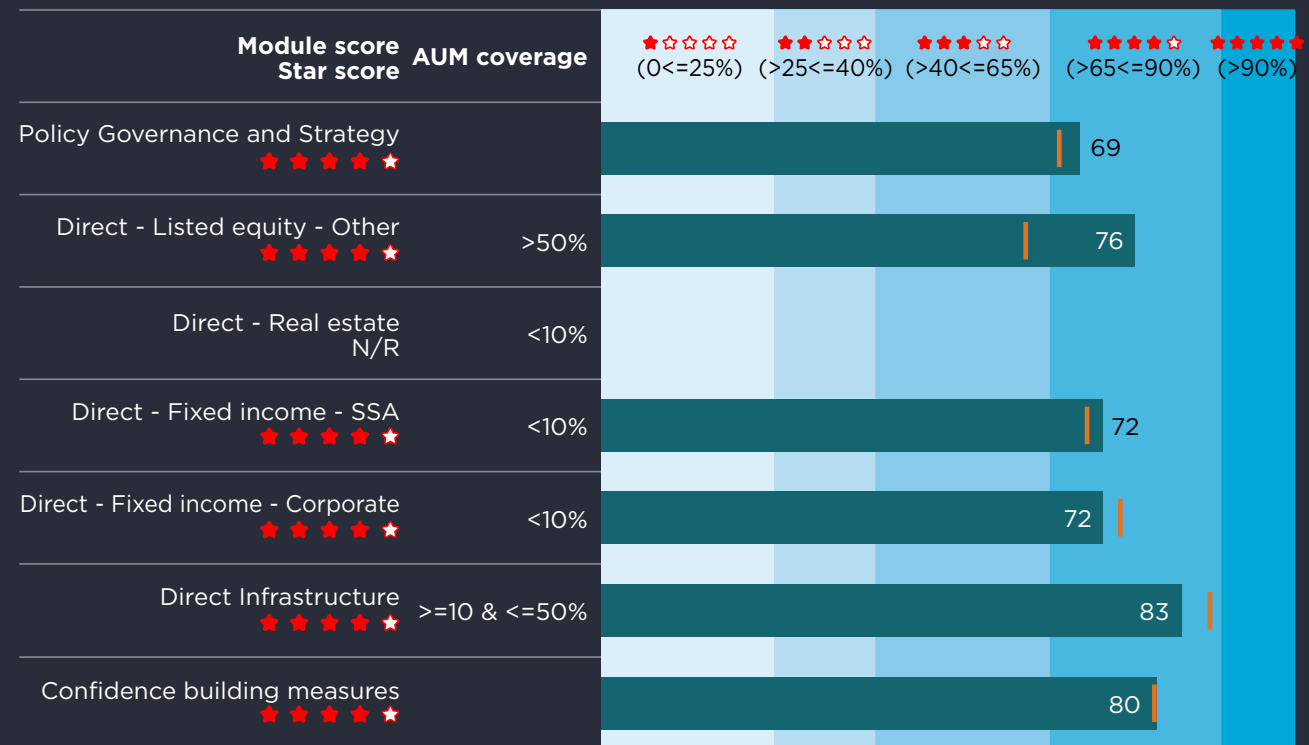 Module score
Star score
AUM coverage
(0<=25%)
(>25<=40%)
(>40<=65%)
(>65<=90%)
(>90%)
Policy Governance and Strategy
69
Direct - Listed equity - Other
>50%
76
Direct - Real estate
N/R
<10%
Direct - Fixed income - SSA
<10%
72
Direct - Fixed income - Corporate
<10%
72
Direct Infrastructure
>=10 & <=50%
83
Confidence building measures
80